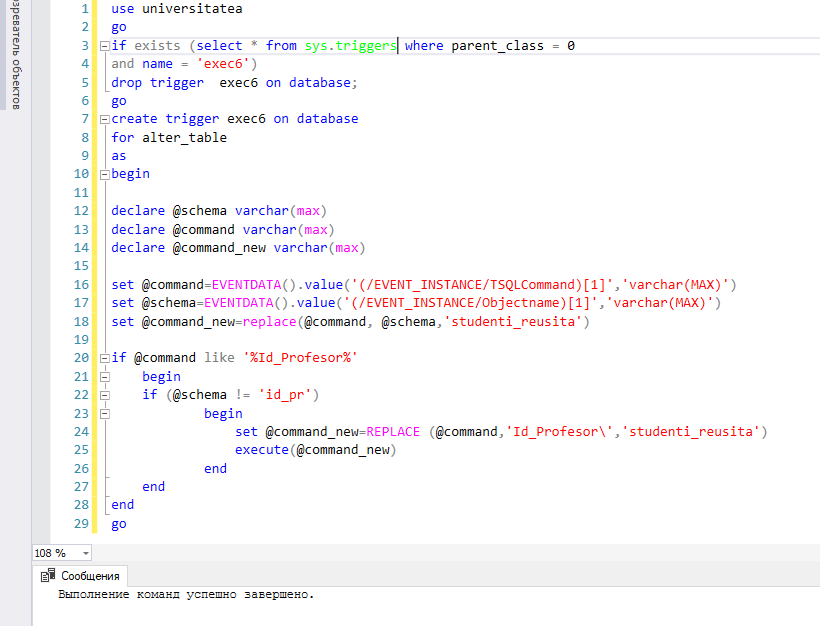 зреватель объектов
1 use universitatea
2 go
3 if exists (select * from sys.triggers where parent_class = 0
4 and name = 'exec6')
5 drop trigger  exec6 on database;
6 go
7 create trigger exec6 on database
8 for alter_table
9 as
10 begin
11
12 declare @schema varchar(max)
13 declare @command varchar(max)
14 declare @command_new varchar(max)
15
16 set @command=EVENTDATA().value('(/EVENT_INSTANCE/TSQLCommand)[1]','varchar(MAX)')
17 set @schema=EVENTDATA().value('(/EVENT_INSTANCE/Objectname)[1]','varchar(MAX)')
18 set @command_new=replace(@command, @schema,'studenti_reusita')
19
20 if @command like '%Id_Profesor%'
21     begin
22     if (@schema != 'id_pr')
23             begin
24                 set @command_new=REPLACE (@command,'Id_Profesor\','studenti_reusita')
25                 execute(@command_new)
26             end
27     end
28 end
29 go
108 %
Сообщения
Выполнение команд успешно завершено.